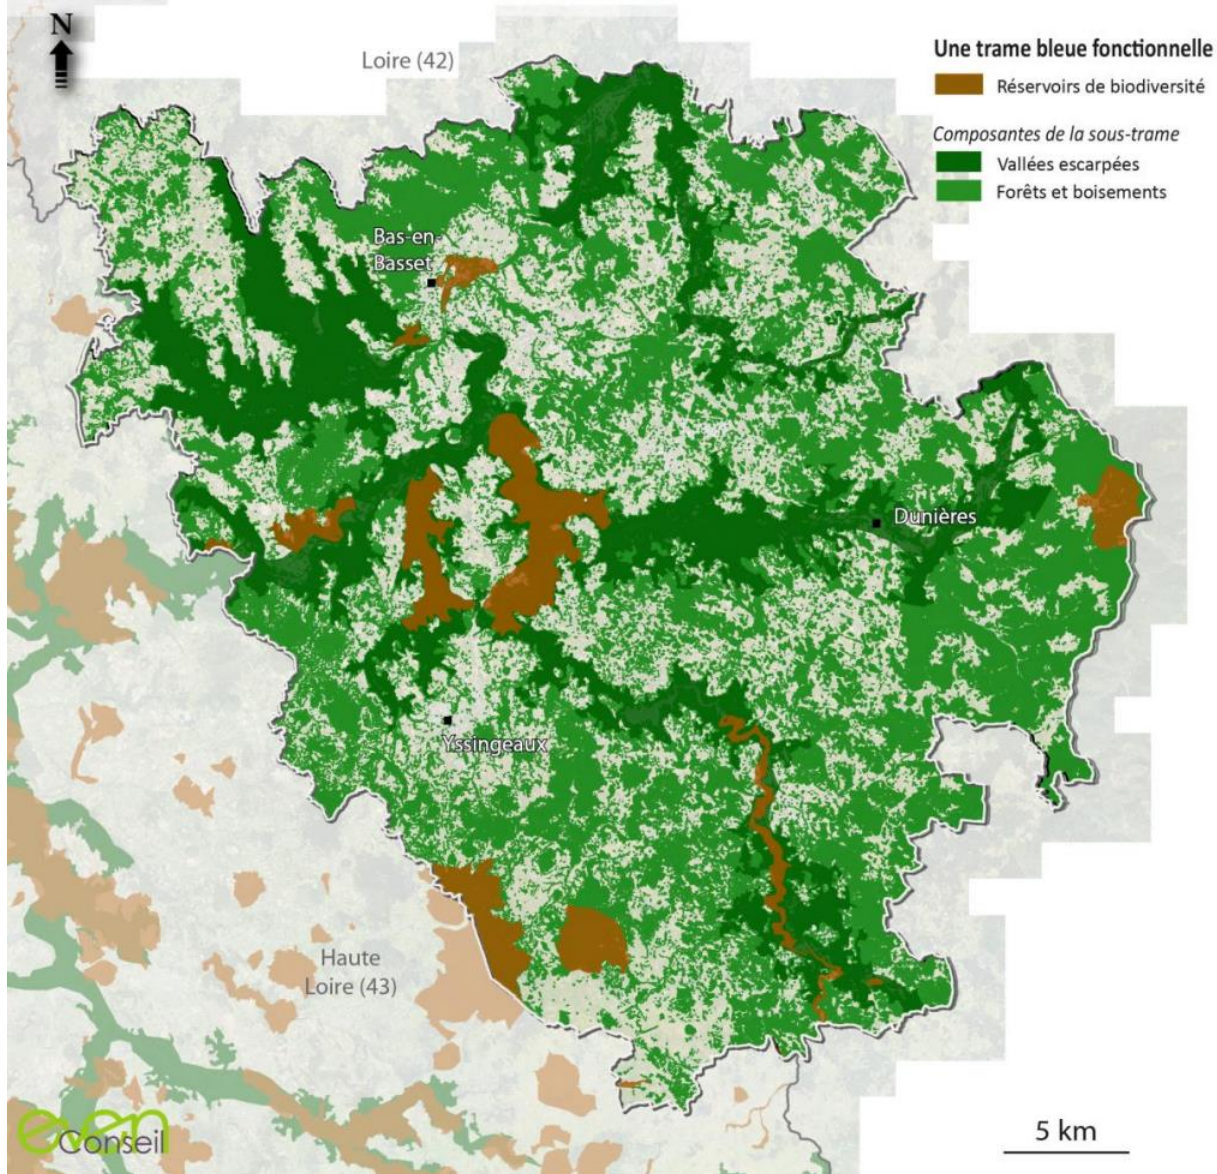 N
Loire (42)
Une trame bleue fonctionnelle
Réservoirs de biodiversité
Composantes de la sous-trame
Vallées escarpées
Forêts et boisements
Bas-en-
Basset
Dunières
Yssingeaux
Haute
Loire (43)
even
Conseil
5 km